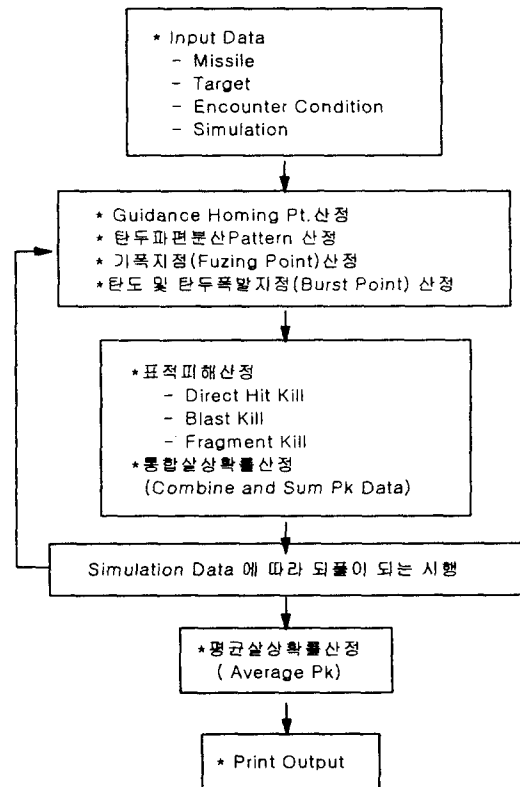 * Input Data
- Missile
- Target
- Encounter Condition
- Simulation
* Guidance Homing Pt.산정
* 탄두파편분산Pattern 산정
* 기폭지점(Fuzing Point)산정
*탄도 및 탄두폭발지점(Burst Point) 산정
*표적피해산정
- Direct Hit Kill
- Blast Kill
- Fragment Kill
*통합살상확률산정
(Combine and Sum Pk Data)
Simulation Data 에 따라 되풀이 되는 시행
*평균살상확률산정
( Average Pk)
* Print Output